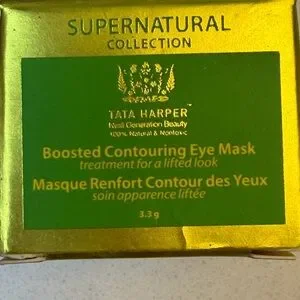 SUPERNATURAL
COLLECTION
TATA HARPER
Next Generation Beauty
100% Natural & Nontoxic
Boosted Contouring Eye Mask
treatment for a lifted look
Masque Renfort Contour des Yeux
soin apparence liftée
3.3 g